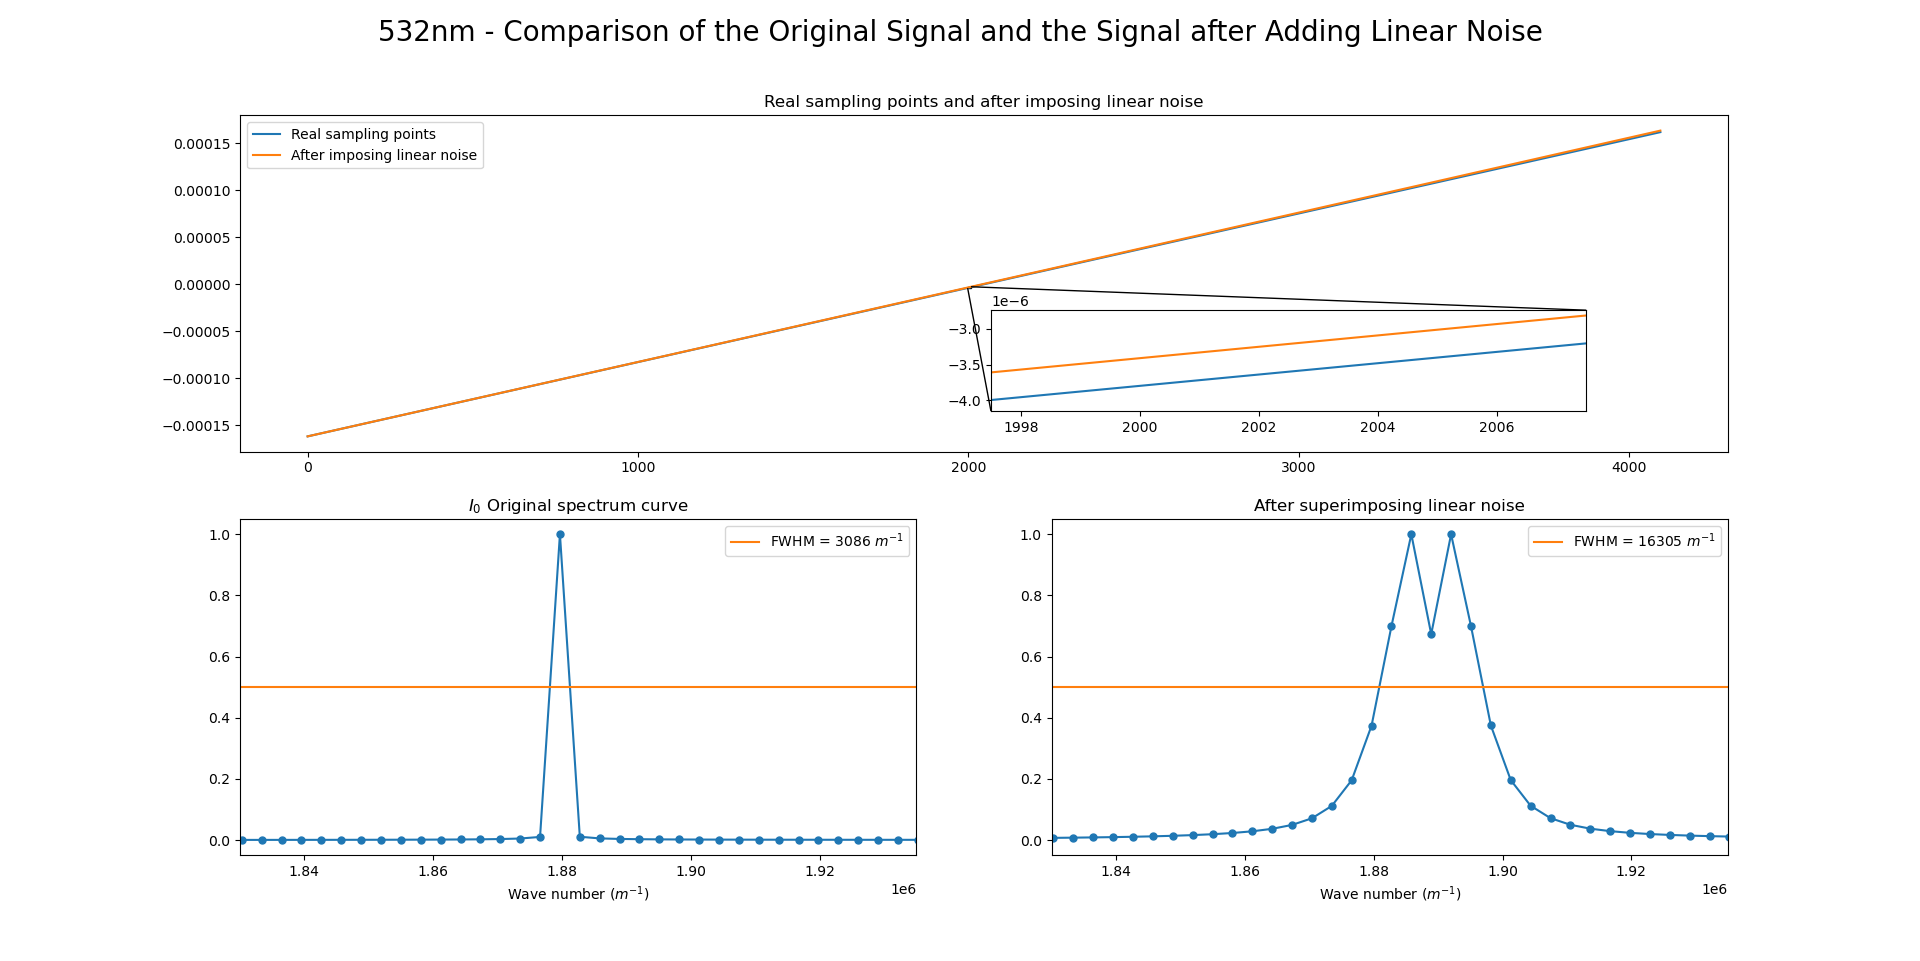 532nm - Comparison of the Original Signal and the Signal after Adding Linear Noise
Real sampling points and after imposing linear noise
Real sampling points
After imposing linear noise
0.00015
0.00010
0.00005
0.00000
−0.00005
−0.00010
−0.00015
0 1000 2000 3000 4000
1e−6
−3.0
−3.5
−4.0
1998 2000 2002 2004 2006
I₀ Original spectrum curve
FWHM = 3086 m⁻¹
1.0
0.8
0.6
0.4
0.2
0.0
1.84 1.86 1.88 1.90 1.92
1e6
Wave number (m⁻¹)
After superimposing linear noise
FWHM = 16305 m⁻¹
1.0
0.8
0.6
0.4
0.2
0.0
1.84 1.86 1.88 1.90 1.92
1e6
Wave number (m⁻¹)